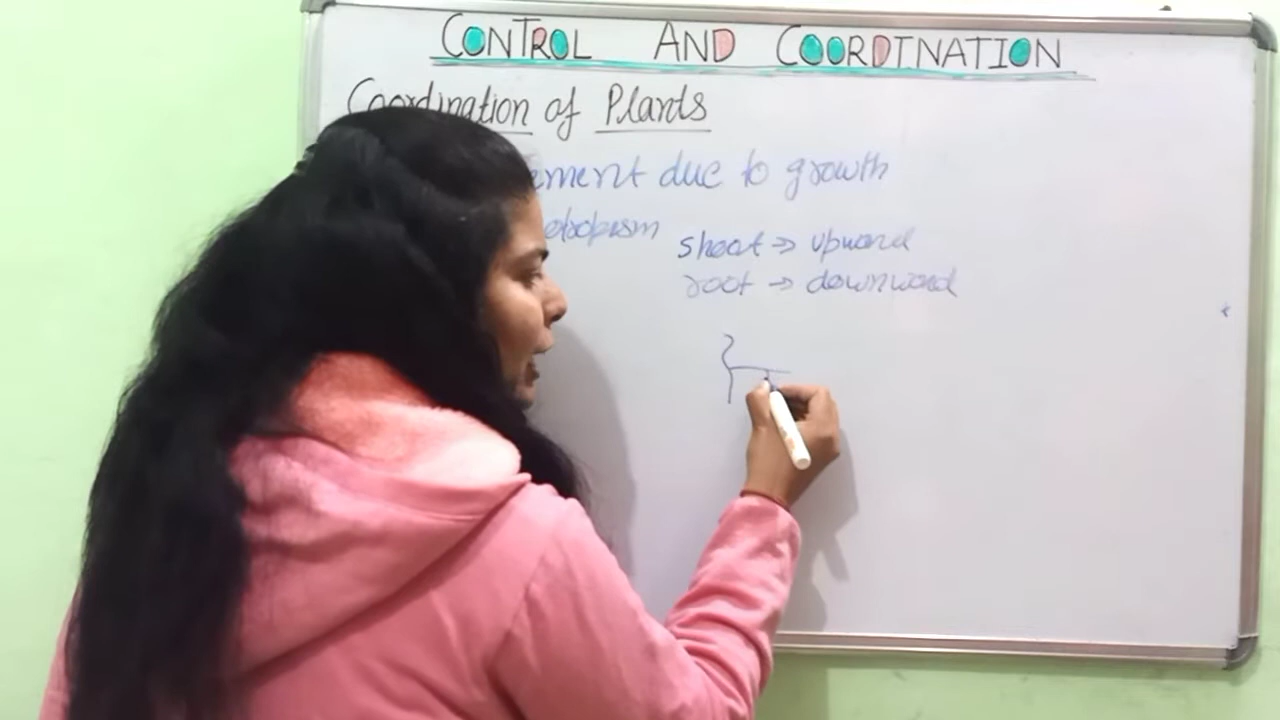 CONTROL AND COORDINATION
Coordination of Plants
ement due to growth
shoot → upward
root → downward